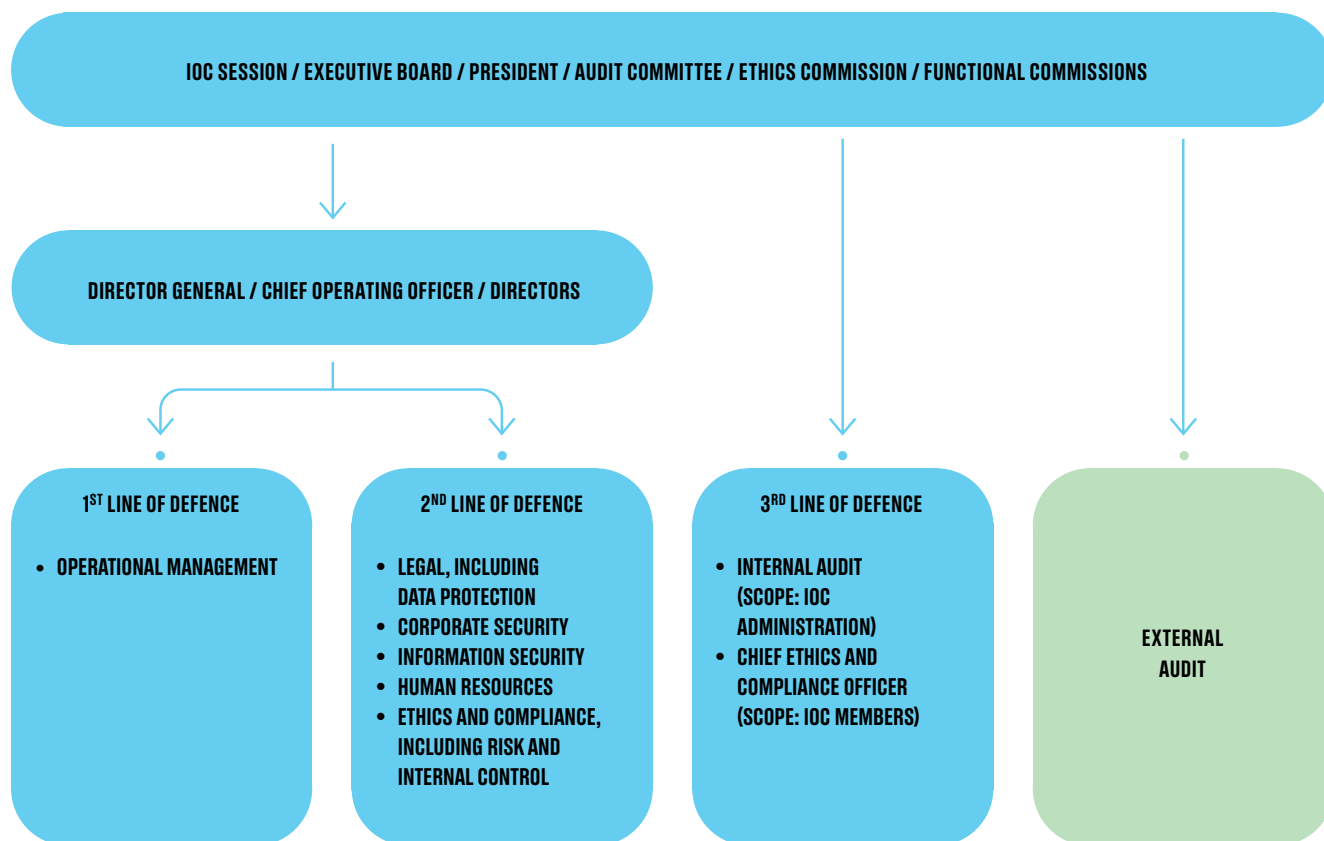 IOC SESSION / EXECUTIVE BOARD / PRESIDENT / AUDIT COMMITTEE / ETHICS COMMISSION / FUNCTIONAL COMMISSIONS
DIRECTOR GENERAL / CHIEF OPERATING OFFICER / DIRECTORS
1ST LINE OF DEFENCE
• OPERATIONAL MANAGEMENT
2ND LINE OF DEFENCE
• LEGAL, INCLUDING
DATA PROTECTION
• CORPORATE SECURITY
• INFORMATION SECURITY
• HUMAN RESOURCES
• ETHICS AND COMPLIANCE,
INCLUDING RISK AND
INTERNAL CONTROL
3RD LINE OF DEFENCE
• INTERNAL AUDIT
(SCOPE: IOC
ADMINISTRATION)
• CHIEF ETHICS AND
COMPLIANCE OFFICER
(SCOPE: IOC MEMBERS)
EXTERNAL
AUDIT